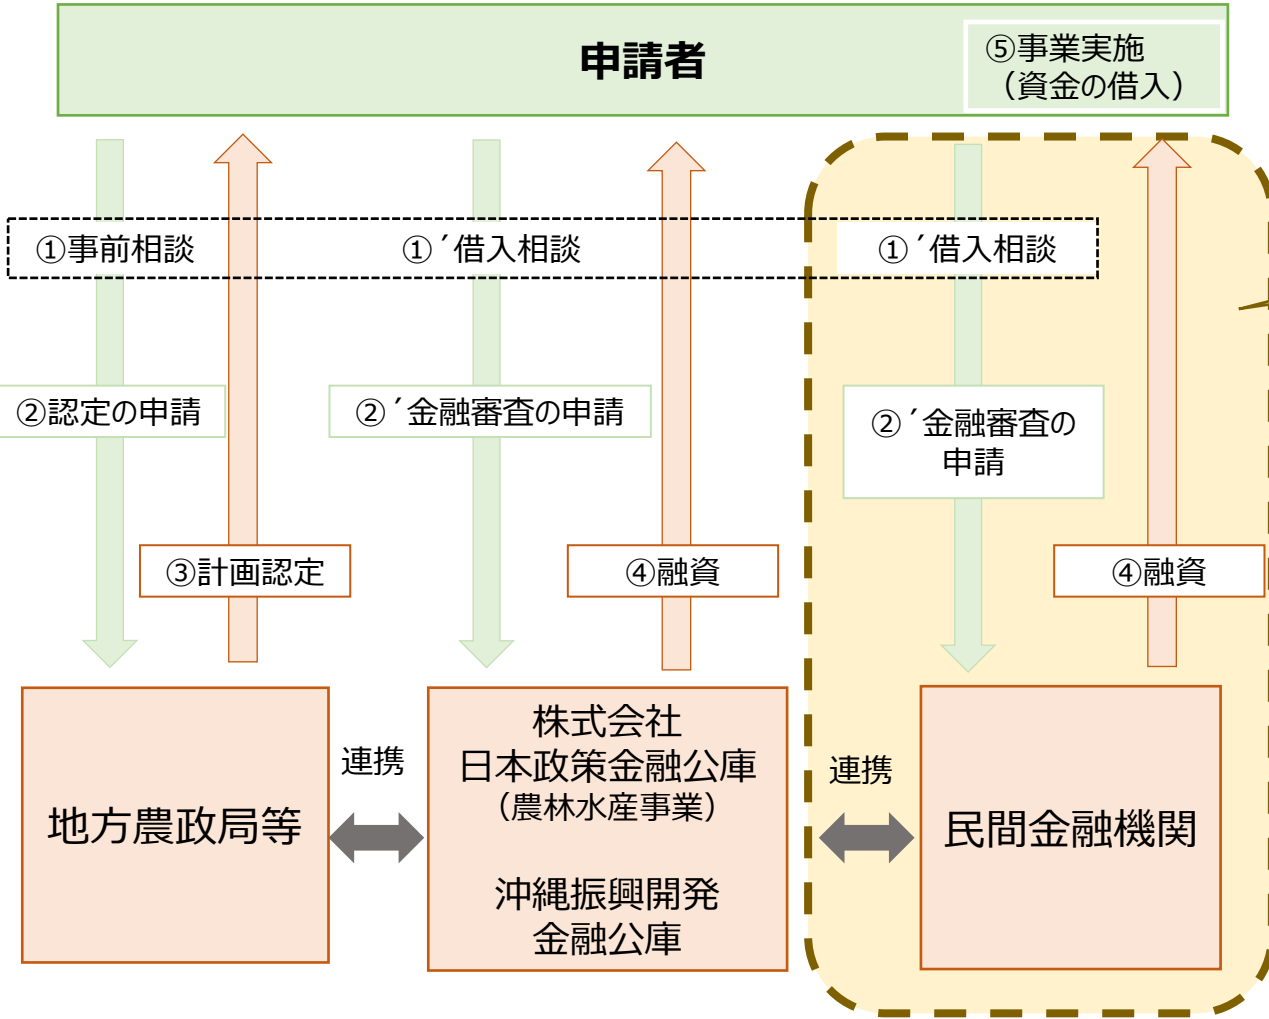 申請者
⑤事業実施
（資金の借入）
①事前相談
①´借入相談
①´借入相談
②認定の申請
②´金融審査の申請
②´金融審査の
申請
③計画認定
④融資
④融資
地方農政局等
連携
株式会社
日本政策金融公庫
（農林水産事業）
沖縄振興開発
金融公庫
連携
民間金融機関